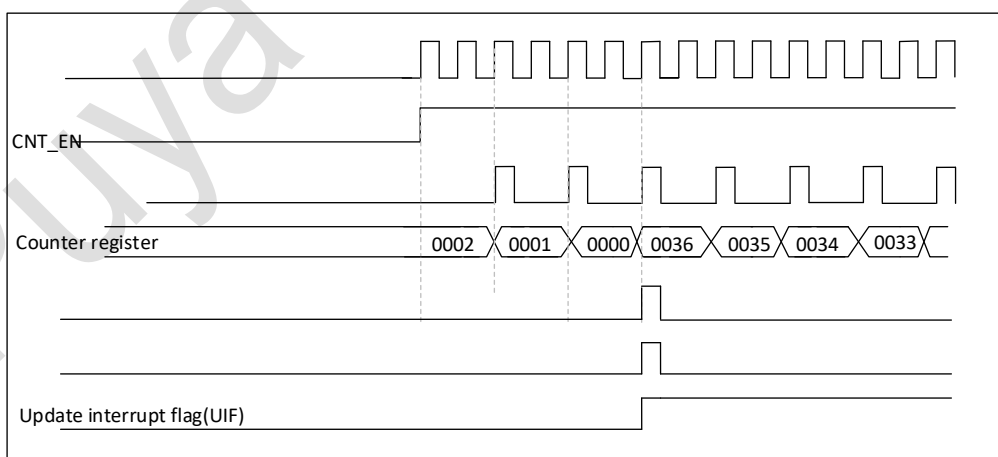 CNT_EN
Counter register
0002 0001 0000 0036 0035 0034 0033
Update interrupt flag(UIF)